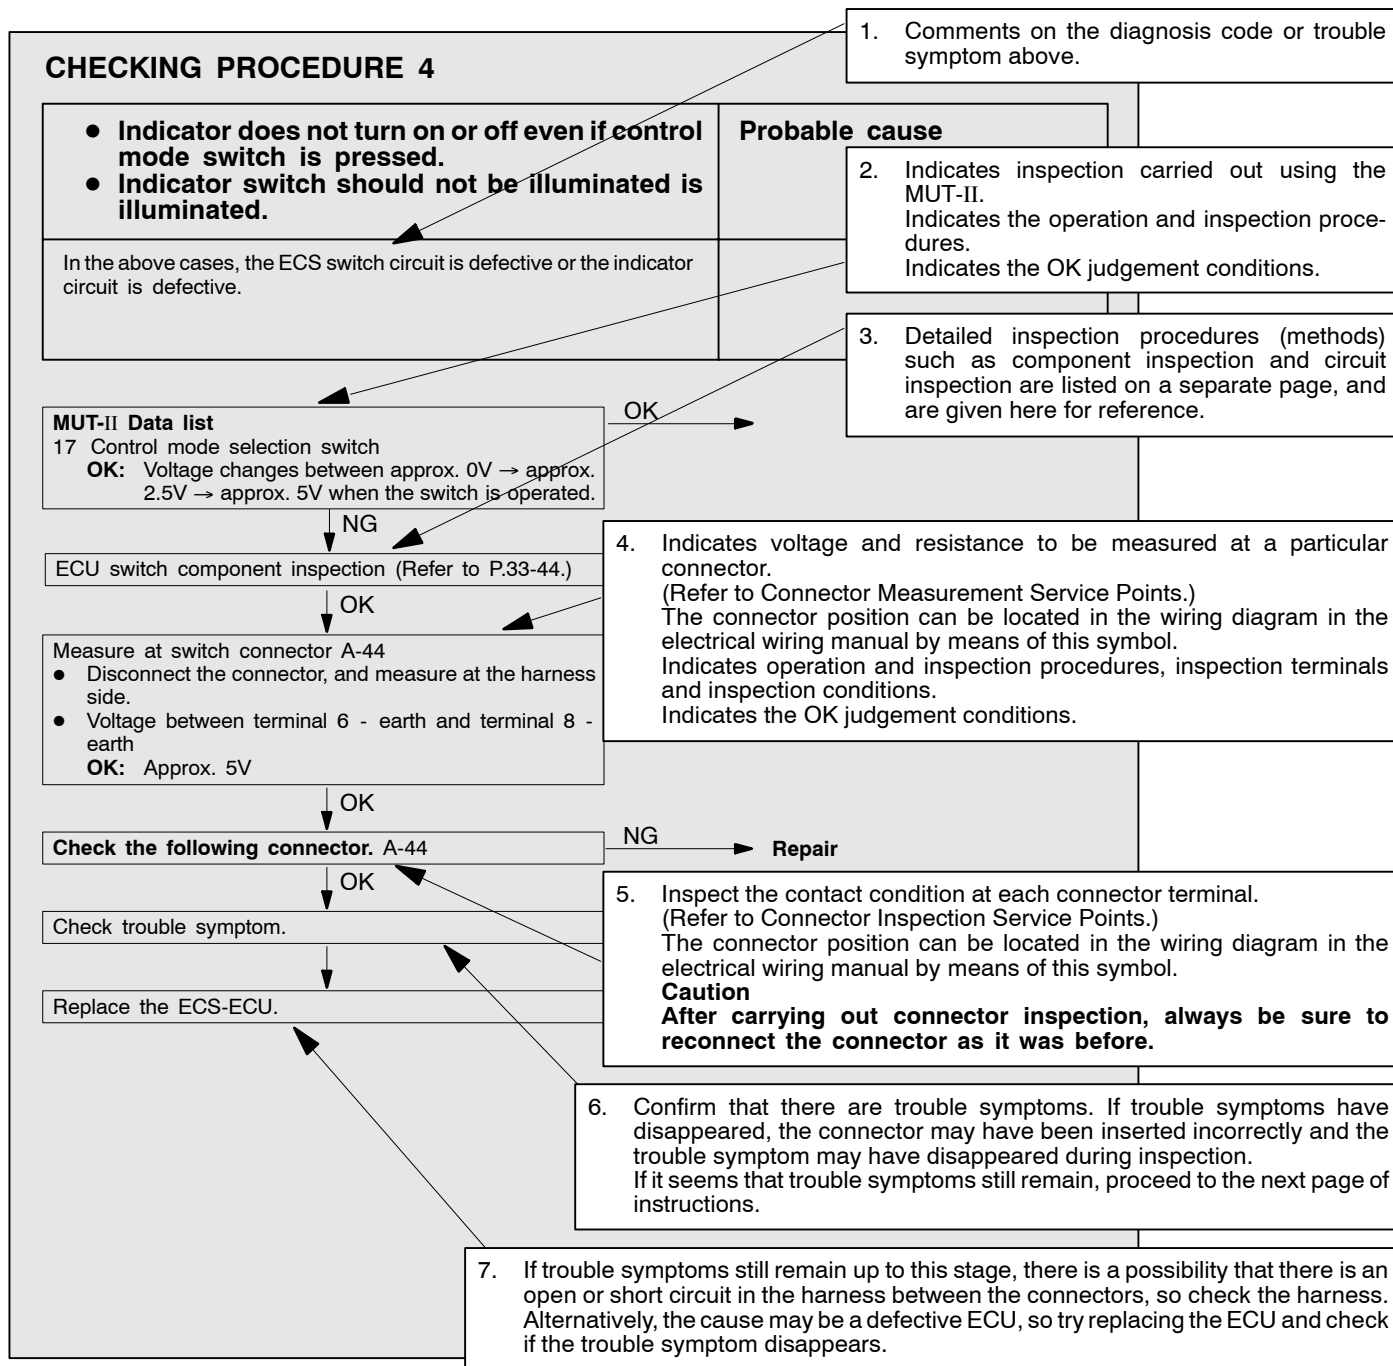 CHECKING PROCEDURE 4
● Indicator does not turn on or off even if control
mode switch is pressed.
● Indicator switch should not be illuminated is
illuminated.
Probable cause
In the above cases, the ECS switch circuit is defective or the indicator
circuit is defective.
1. Comments on the diagnosis code or trouble
symptom above.
2. Indicates inspection carried out using the
MUT-II.
Indicates the operation and inspection proce-
dures.
Indicates the OK judgement conditions.
3. Detailed inspection procedures (methods)
such as component inspection and circuit
inspection are listed on a separate page, and
are given here for reference.
MUT-II Data list
17 Control mode selection switch
OK: Voltage changes between approx. 0V → approx.
2.5V → approx. 5V when the switch is operated.
OK
NG
ECU switch component inspection (Refer to P.33-44.)
OK
4. Indicates voltage and resistance to be measured at a particular
connector.
(Refer to Connector Measurement Service Points.)
The connector position can be located in the wiring diagram in the
electrical wiring manual by means of this symbol.
Indicates operation and inspection procedures, inspection terminals
and inspection conditions.
Indicates the OK judgement conditions.
Measure at switch connector A-44
● Disconnect the connector, and measure at the harness
side.
● Voltage between terminal 6 - earth and terminal 8 -
earth
OK: Approx. 5V
OK
Check the following connector. A-44
NG
Repair
OK
5. Inspect the contact condition at each connector terminal.
(Refer to Connector Inspection Service Points.)
The connector position can be located in the wiring diagram in the
electrical wiring manual by means of this symbol.
Caution
After carrying out connector inspection, always be sure to
reconnect the connector as it was before.
Check trouble symptom.
Replace the ECS-ECU.
6. Confirm that there are trouble symptoms. If trouble symptoms have
disappeared, the connector may have been inserted incorrectly and the
trouble symptom may have disappeared during inspection.
If it seems that trouble symptoms still remain, proceed to the next page of
instructions.
7. If trouble symptoms still remain up to this stage, there is a possibility that there is an
open or short circuit in the harness between the connectors, so check the harness.
Alternatively, the cause may be a defective ECU, so try replacing the ECU and check
if the trouble symptom disappears.